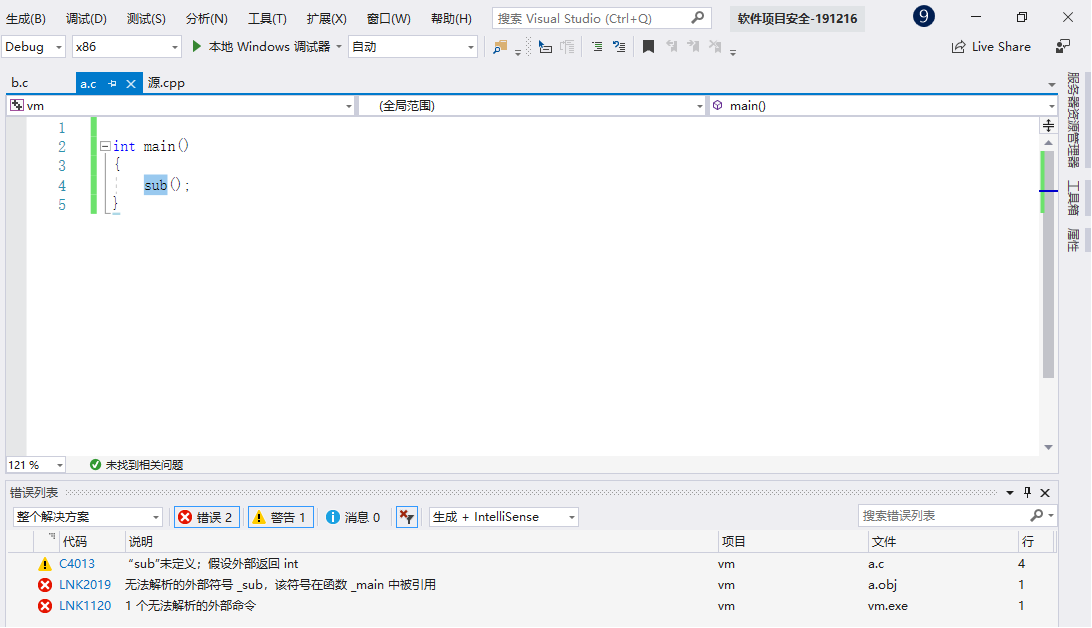 生成(B) 调试(D) 测试(S) 分析(N) 工具(T) 扩展(X) 窗口(W) 帮助(H) 搜索 Visual Studio (Ctrl+Q) 软件项目安全-191216 9
Debug x86 本地 Windows 调试器 自动 Live Share
b.c a.c 源.cpp
vm (全局范围) main()
1
2 int main()
3 {
4 sub();
5 }
服务器资源管理器
工具箱
属性
121 % 未找到相关问题
错误列表
整个解决方案 错误 2 警告 1 消息 0 生成 + IntelliSense 搜索错误列表
代码 说明 项目 文件 行
C4013 “sub”未定义；假设外部返回 int vm a.c 4
LNK2019 无法解析的外部符号 _sub，该符号在函数 _main 中被引用 vm a.obj 1
LNK1120 1 个无法解析的外部命令 vm vm.exe 1